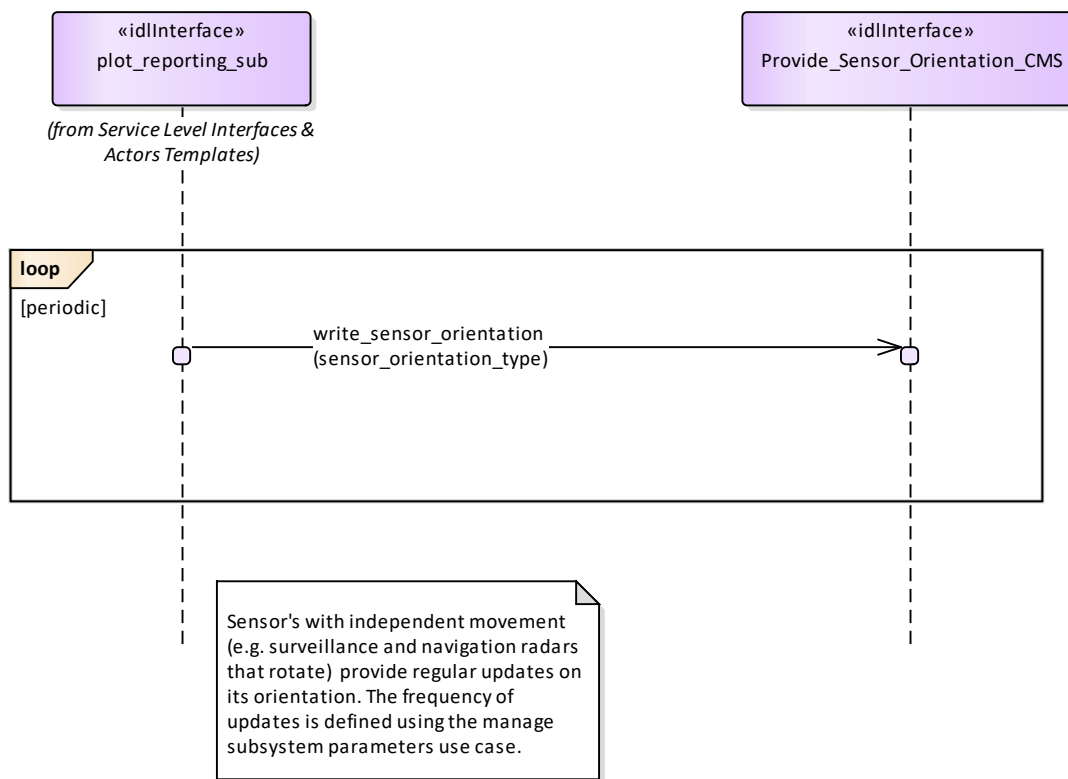 «idlInterface»
plot_reporting_sub
«idlInterface»
Provide_Sensor_Orientation_CMS
(from Service Level Interfaces &
Actors Templates)
loop
[periodic]
write_sensor_orientation
(sensor_orientation_type)
Sensor's with independent movement
(e.g. surveillance and navigation radars
that rotate) provide regular updates on
its orientation. The frequency of
updates is defined using the manage
subsystem parameters use case.